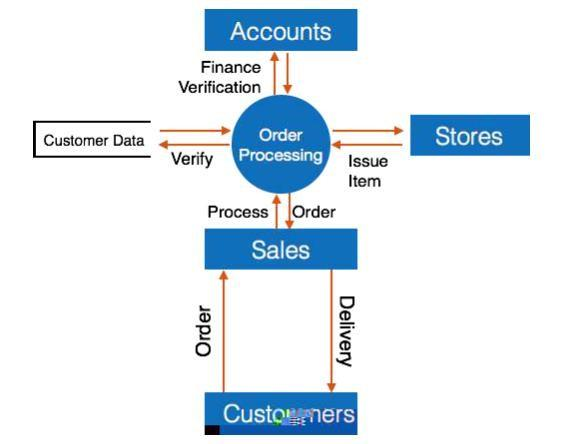 Accounts
Finance
Verification
Customer Data
Verify
Order
Processing
Stores
Issue
Item
Process
Order
Sales
Order
Delivery
Customers